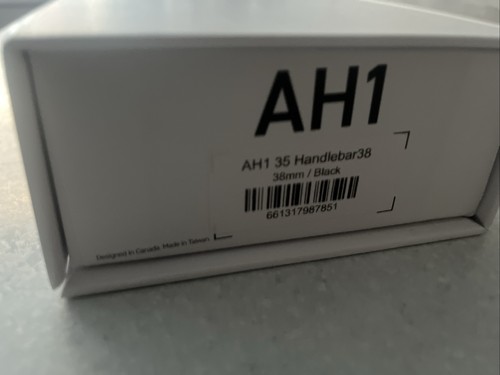 AH1
AH1 35 Handlebar38
38mm / Black
661317987851
Designed in Canada. Made in Taiwan.